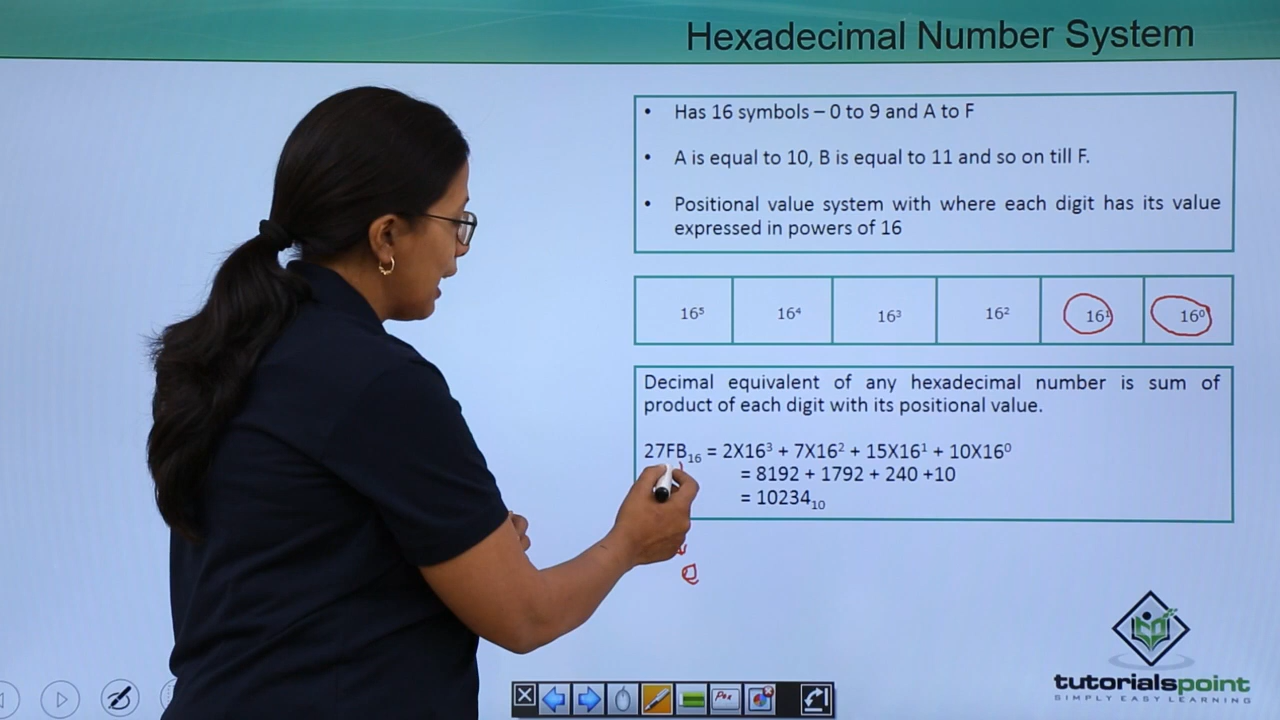 Hexadecimal Number System
• Has 16 symbols – 0 to 9 and A to F
• A is equal to 10, B is equal to 11 and so on till F.
• Positional value system with where each digit has its value
expressed in powers of 16
16⁵ 16⁴ 16³ 16² 16¹ 16⁰
Decimal equivalent of any hexadecimal number is sum of
product of each digit with its positional value.
27FB₁₆ = 2X16³ + 7X16² + 15X16¹ + 10X16⁰
= 8192 + 1792 + 240 +10
= 10234₁₀
tutorialspoint
SIMPLY EASY LEARNING